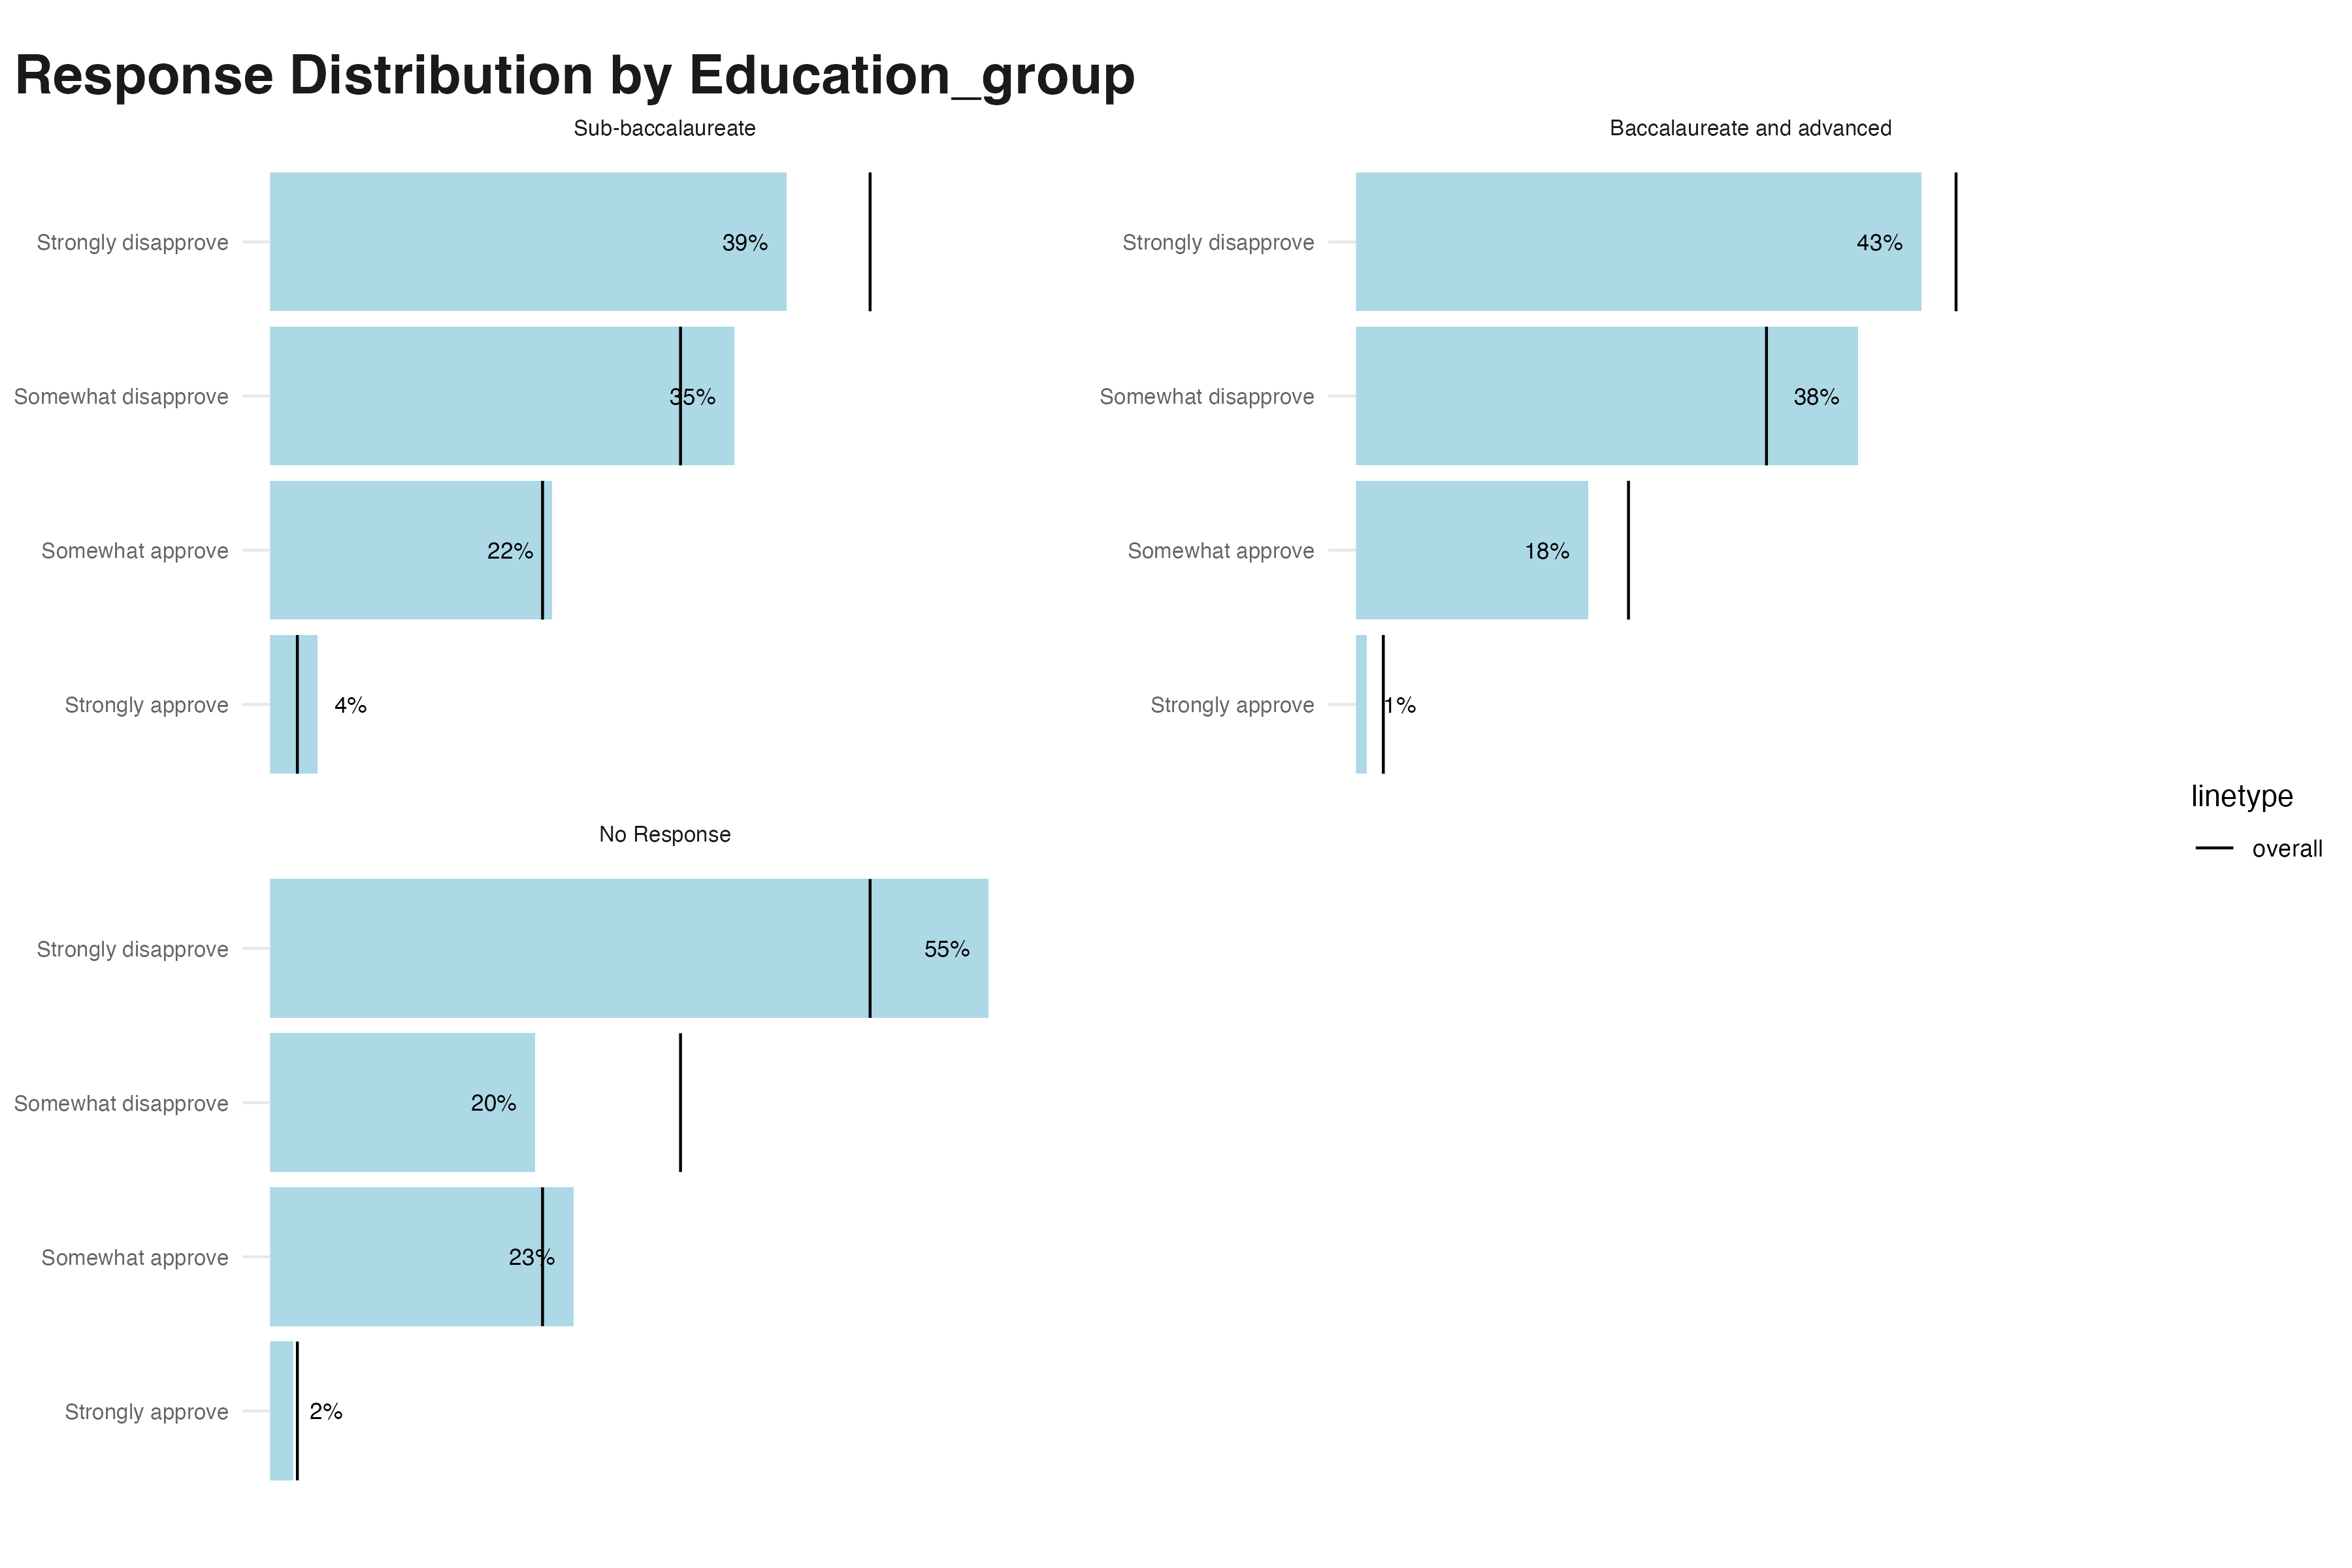 Response Distribution by Education_group
Sub-baccalaureate
Strongly disapprove
39%
Somewhat disapprove
35%
Somewhat approve
22%
Strongly approve
4%
Baccalaureate and advanced
Strongly disapprove
43%
Somewhat disapprove
38%
Somewhat approve
18%
Strongly approve
1%
No Response
Strongly disapprove
55%
Somewhat disapprove
20%
Somewhat approve
23%
Strongly approve
2%
linetype
overall